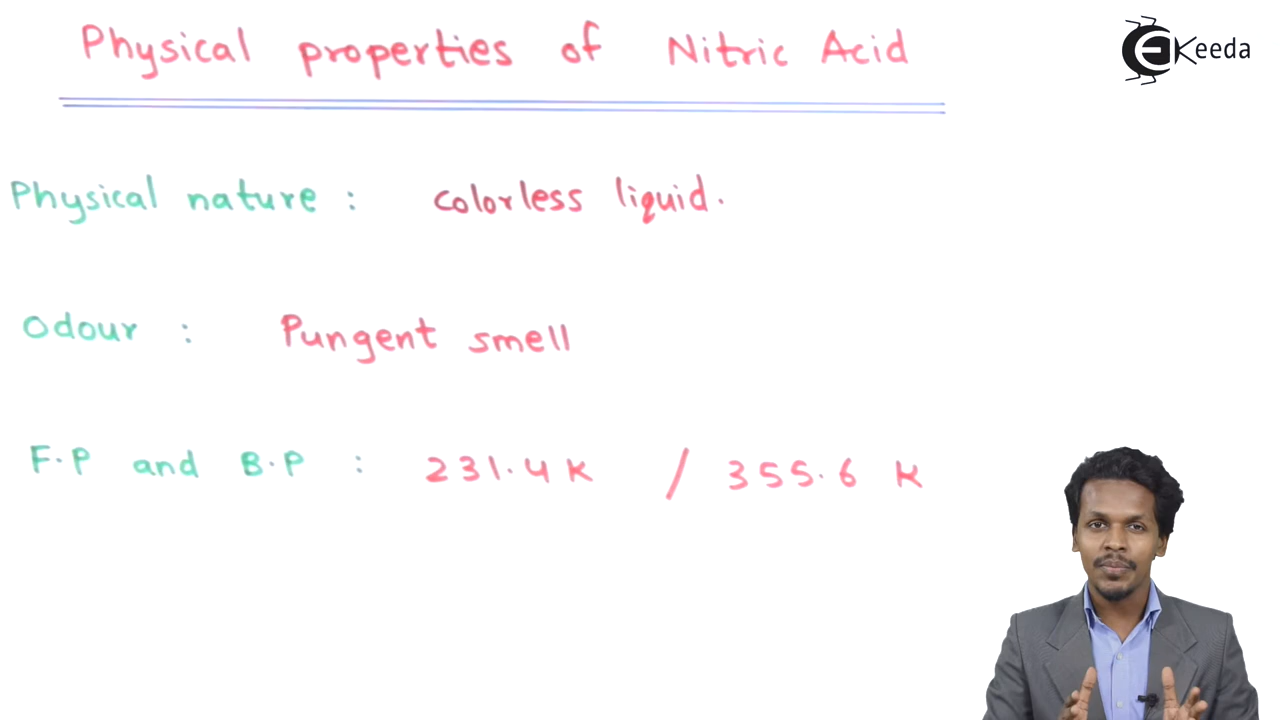 Physical properties of Nitric Acid
EKeeda
Physical nature : colorless liquid.
Odour : Pungent smell
F.P and B.P : 231.4 K / 355.6 K